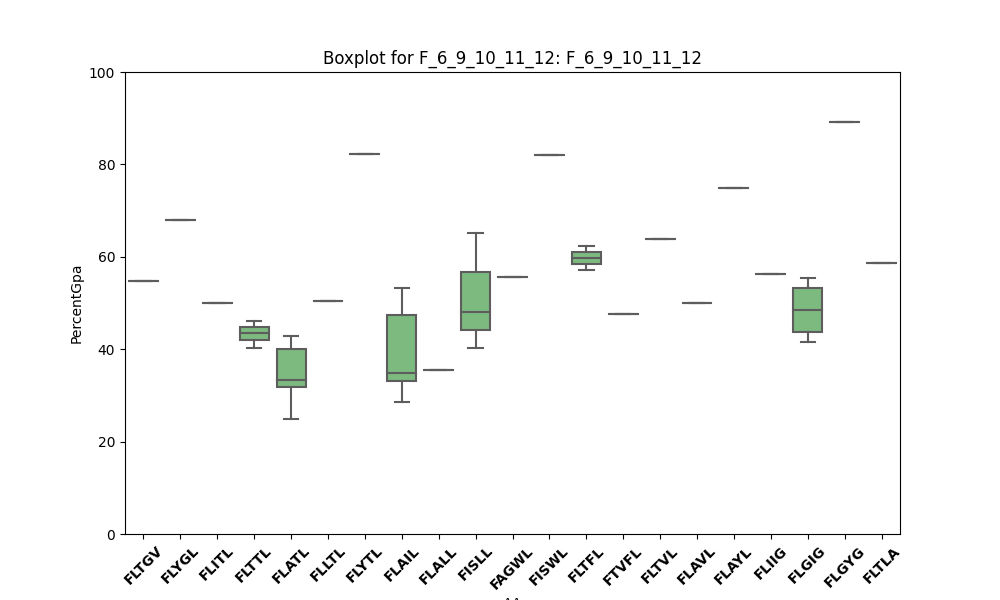 Boxplot for F_6_9_10_11_12: F_6_9_10_11_12
PercentGpa
100
80
60
40
20
0
FLTGV
FLYGL
FLITL
FLTTL
FLATL
FLLTL
FLYTL
FLAIL
FLALL
FISLL
FAGWL
FISWL
FLTFL
FTVFL
FLTVL
FLAVL
FLAYL
FLIIG
FLGIG
FLGYG
FLTLA